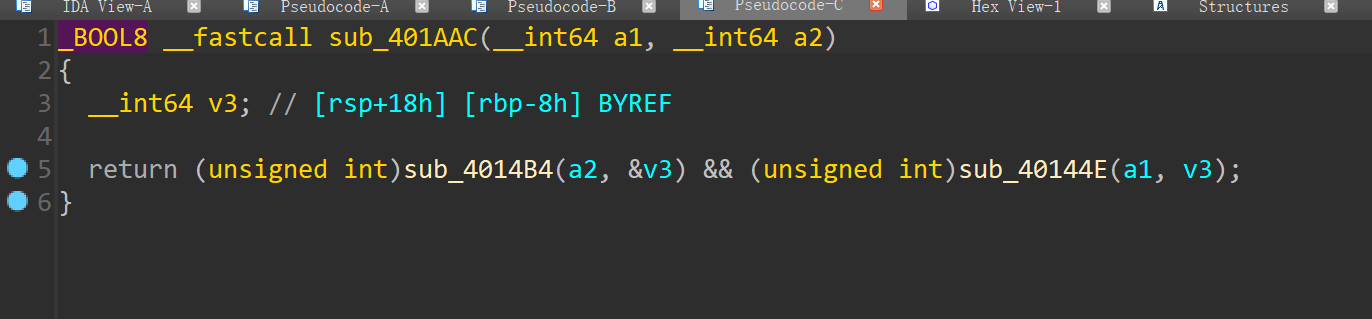 IDA View-A Pseudocode-A Pseudocode-B Pseudocode-C Hex View-1 Structures
1 _BOOL8 __fastcall sub_401AAC(__int64 a1, __int64 a2)
2 {
3 __int64 v3; // [rsp+18h] [rbp-8h] BYREF
4
5 return (unsigned int)sub_4014B4(a2, &v3) && (unsigned int)sub_40144E(a1, v3);
6 }